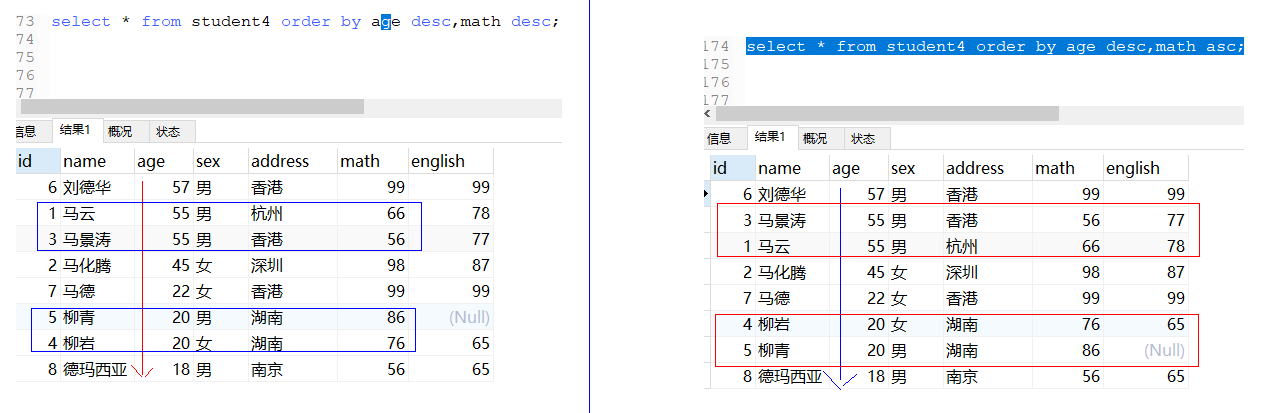 73 select * from student4 order by age desc,math desc;
74
75
76
77
信息 结果1 概况 状态
id name age sex address math english
6 刘德华 57 男 香港 99 99
1 马云 55 男 杭州 66 78
3 马景涛 55 男 香港 56 77
2 马化腾 45 女 深圳 98 87
7 马德 22 女 香港 99 99
5 柳青 20 男 湖南 86 (Null)
4 柳岩 20 女 湖南 76 65
8 德玛西亚 18 男 南京 56 65
174 select * from student4 order by age desc,math asc;
175
176
177
信息 结果1 概况 状态
id name age sex address math english
6 刘德华 57 男 香港 99 99
3 马景涛 55 男 香港 56 77
1 马云 55 男 杭州 66 78
2 马化腾 45 女 深圳 98 87
7 马德 22 女 香港 99 99
4 柳岩 20 女 湖南 76 65
5 柳青 20 男 湖南 86 (Null)
8 德玛西亚 18 男 南京 56 65